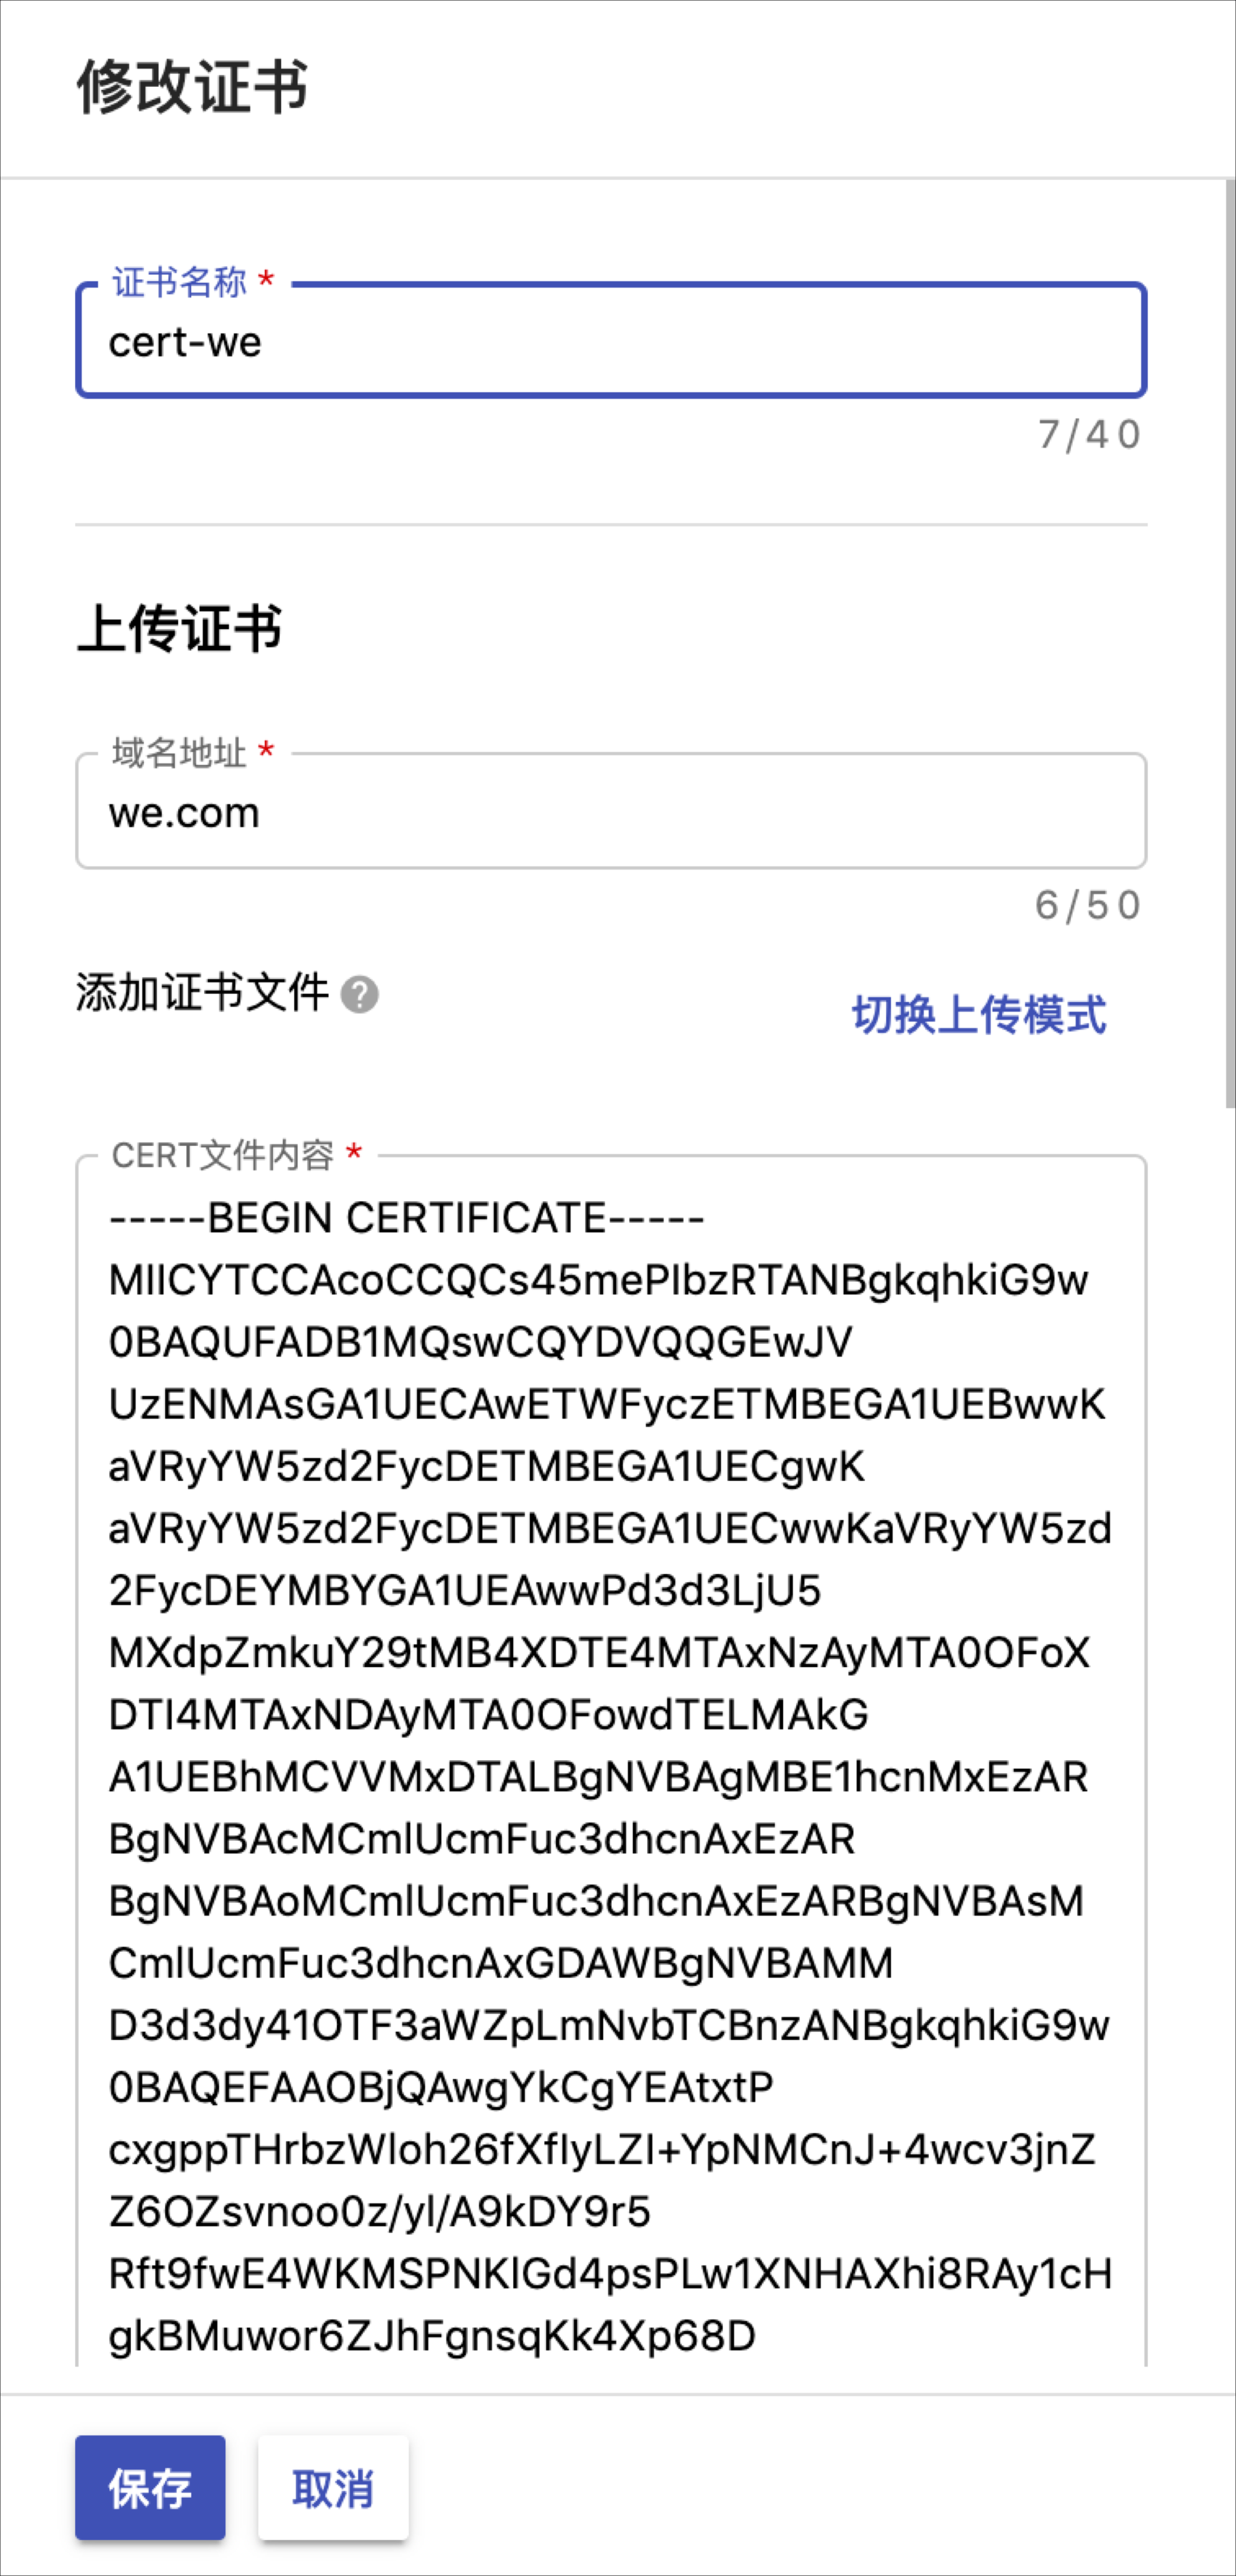 修改证书
证书名称 *
cert-we
7/40
上传证书
域名地址 *
we.com
6/50
添加证书文件 ?
切换上传模式
CERT文件内容 *
-----BEGIN CERTIFICATE-----
MIICYTCCAcoCCQCs45mePIbzRTANBgkqhkiG9w
0BAQUFADB1MQswCQYDVQQGEwJV
UzENMAsGA1UECAwETWFyczETMBEGA1UEBwwK
aVRyYW5zd2FycDETMBEGA1UECgwK
aVRyYW5zd2FycDETMBEGA1UECwwKaVRyYW5zd
2FycDEYMBYGA1UEAwwPd3d3LjU5
MXdpZmkuY29tMB4XDTE4MTAxNzAyMTA0OFoX
DTI4MTAxNDAyMTA0OFowdTELMAkG
A1UEBhMCVVMxDTALBgNVBAgMBE1hcnMxEzAR
BgNVBAcMCmlUcmFuc3dhcnAxEzAR
BgNVBAoMCmlUcmFuc3dhcnAxEzARBgNVBAsM
CmlUcmFuc3dhcnAxGDAWBgNVBAMM
D3d3dy41OTF3aWZpLmNvbTCBnzANBgkqhkiG9w
0BAQEFAAOBjQAwgYkCgYEAtxtP
cxgppTHrbzWloh26fXfIyLZI+YpNMCnJ+4wcv3jnZ
Z6OZsvnoo0z/yl/A9kDY9r5
Rft9fwE4WKMSPNKlGd4psPLw1XNHAXhi8RAy1cH
gkBMuwor6ZJhFgnsqKk4Xp68D
保存
取消